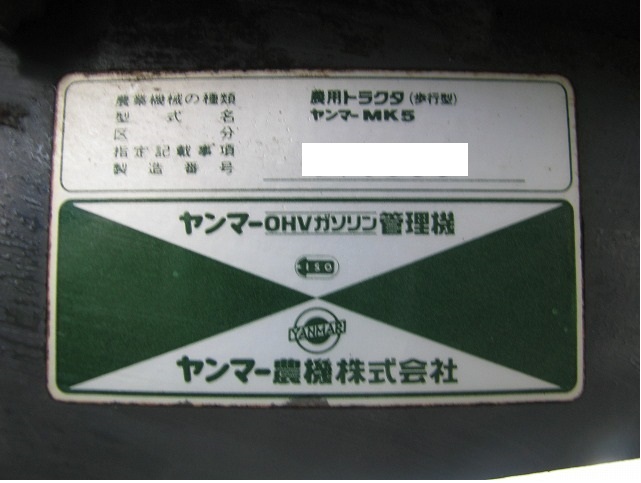 農業機械の種類 農用トラクタ(歩行型)
型式名 ヤンマーMK5
区分
指定記載事項
製造番号
ヤンマーOHVガソリン管理機
ISO
YANMAR
ヤンマー農機株式会社